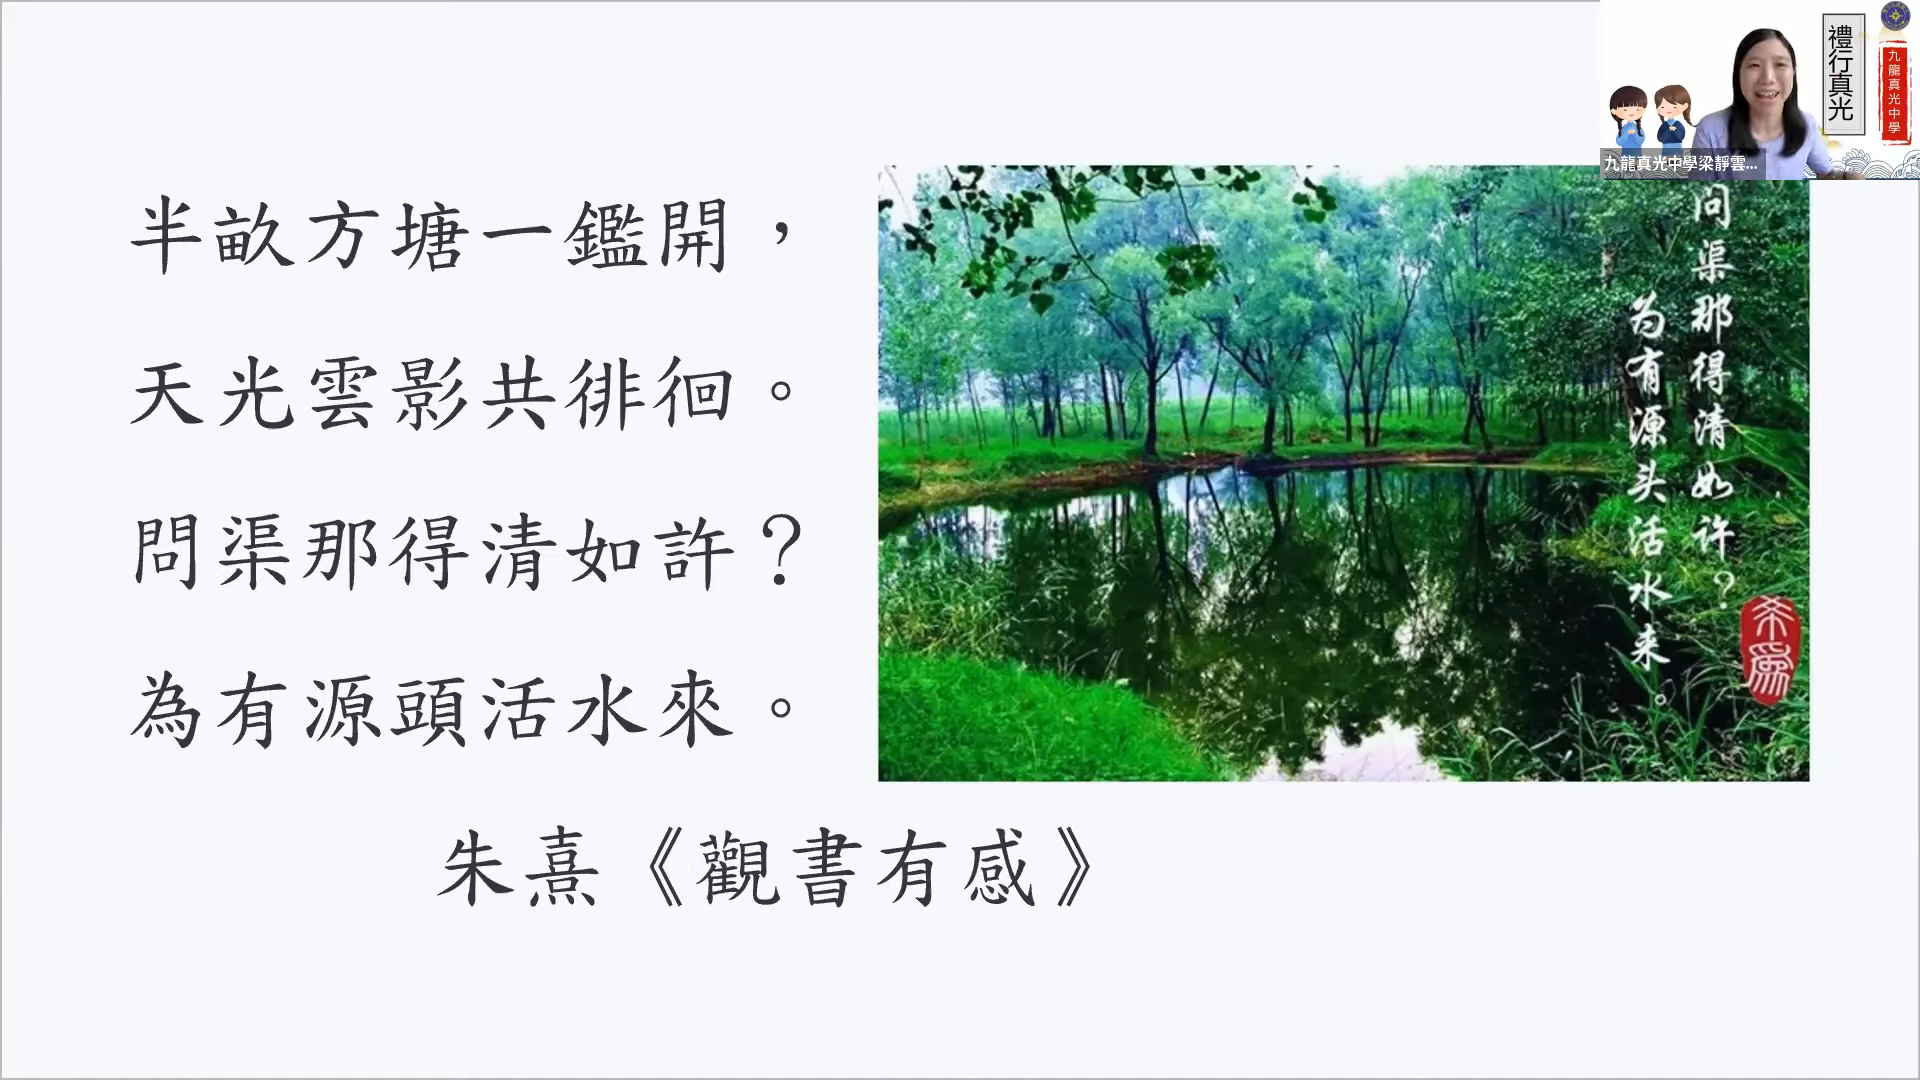 半畝方塘一鑑開，
天光雲影共徘徊。
問渠那得清如許？
為有源頭活水來。
朱熹《觀書有感》
问渠那得清如许？
为有源头活水来。
禮行真光
九龍真光中學
九龍真光中學梁靜雲...